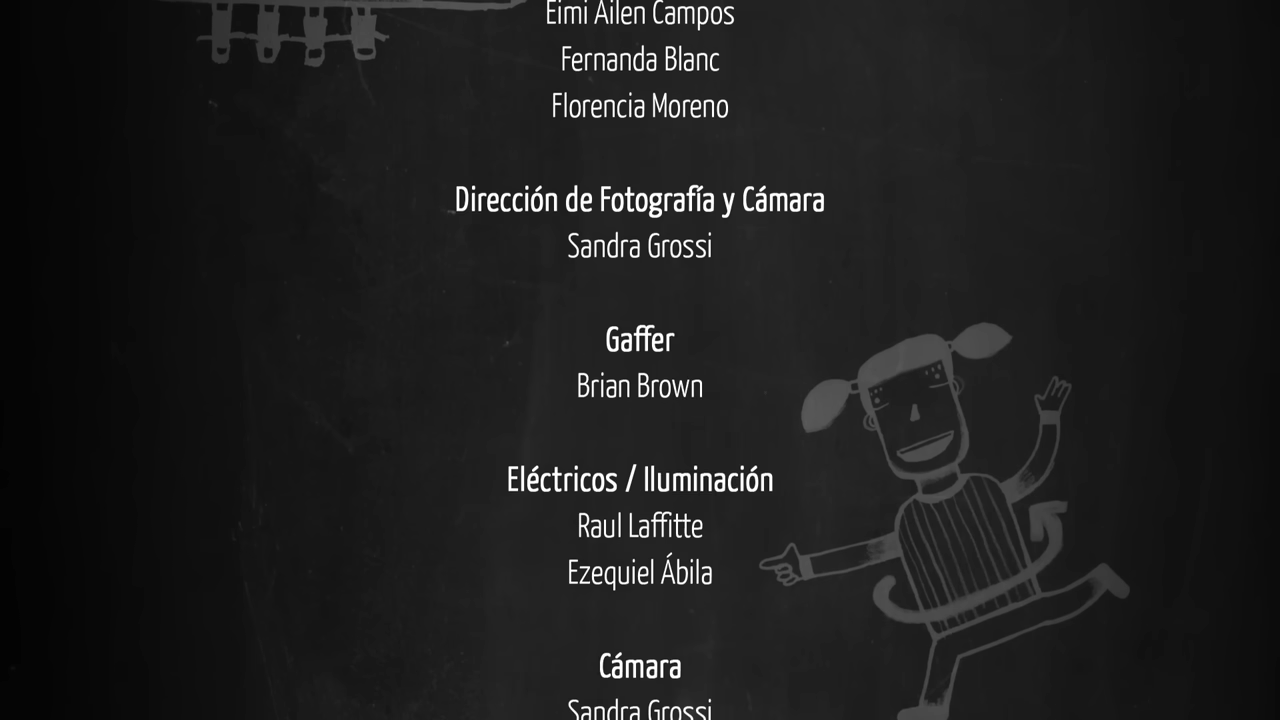 Eimi Ailen Campos
Fernanda Blanc
Florencia Moreno
Dirección de Fotografía y Cámara
Sandra Grossi
Gaffer
Brian Brown
Eléctricos / Iluminación
Raul Laffitte
Ezequiel Ábila
Cámara
Sandra Grossi